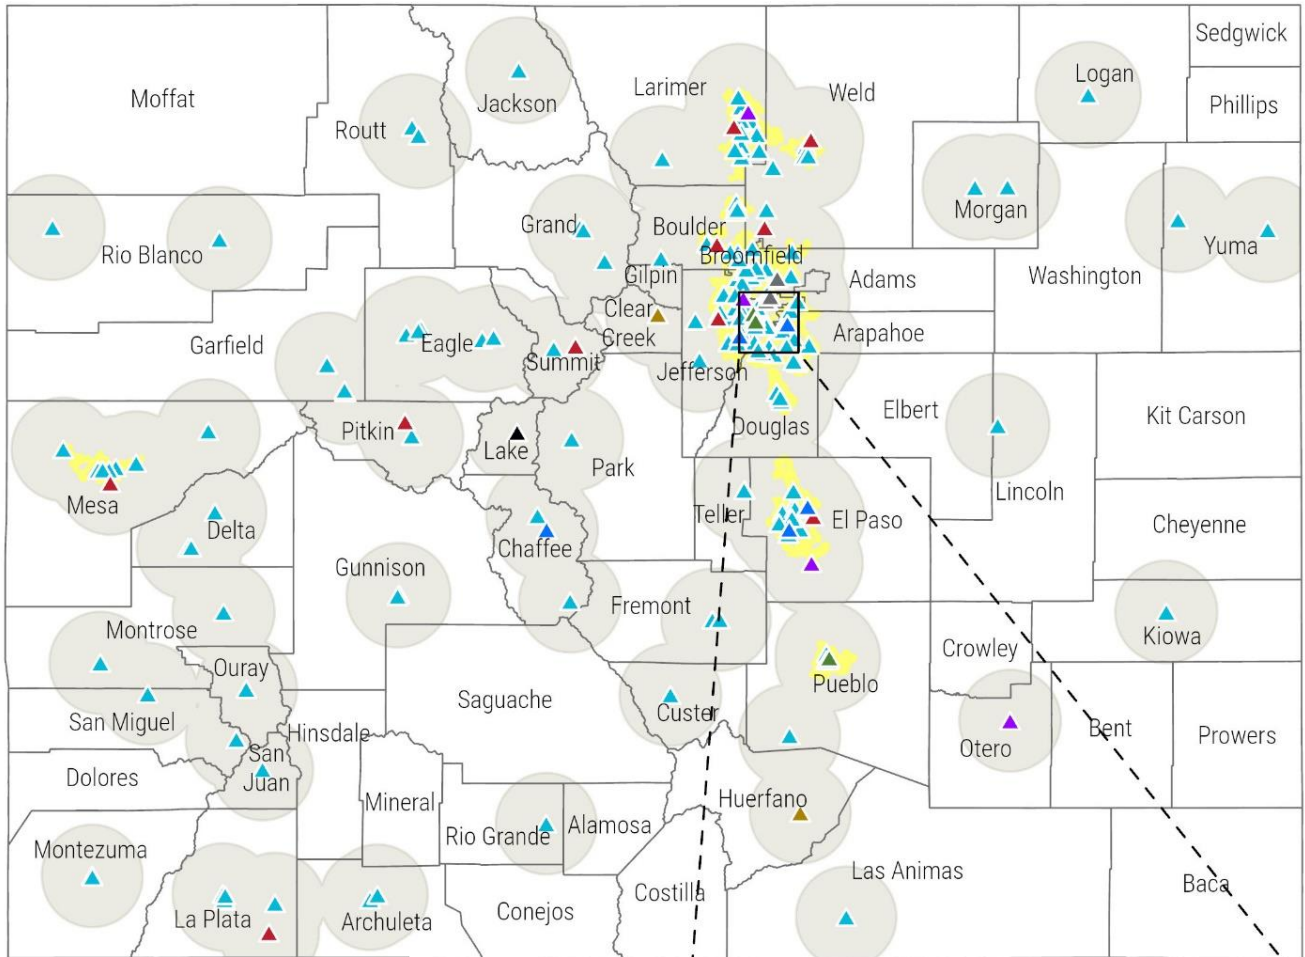 Sedgwick
Logan
Moffat
Larimer
Weld
Jackson
Phillips
Routt
Morgan
Grand
Boulder
Yuma
Rio Blanco
Broomfield
Gilpin
Adams
Washington
Clear
Creek
Arapahoe
Garfield
Eagle
Summit
Jefferson
Elbert
Kit Carson
Pitkin
Lake
Douglas
Park
Mesa
Lincoln
Delta
Teller
El Paso
Cheyenne
Chaffee
Gunnison
Fremont
Montrose
Kiowa
Crowley
Ouray
Pueblo
Saguache
Custer
San Miguel
Hinsdale
Bent
Prowers
Otero
San
Juan
Dolores
Mineral
Huerfano
Rio Grande
Alamosa
Montezuma
Las Animas
Baca
Costilla
La Plata
Archuleta
Conejos